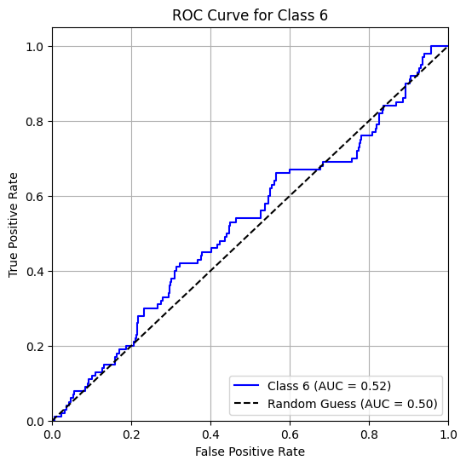 ROC Curve for Class 6
True Positive Rate
1.0
0.8
0.6
0.4
0.2
0.0
Class 6 (AUC = 0.52)
Random Guess (AUC = 0.50)
0.0 0.2 0.4 0.6 0.8 1.0
False Positive Rate